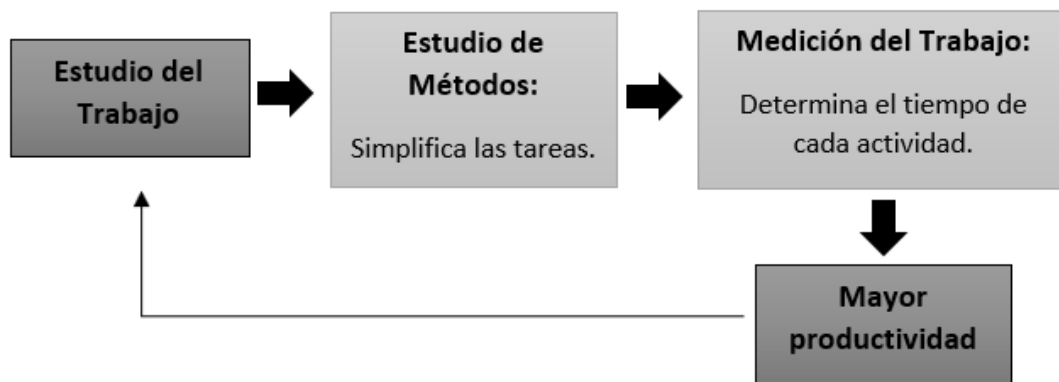 Estudio del
Trabajo
Estudio de
Métodos:
Simplifica las tareas.
Medición del Trabajo:
Determina el tiempo de
cada actividad.
Mayor
productividad